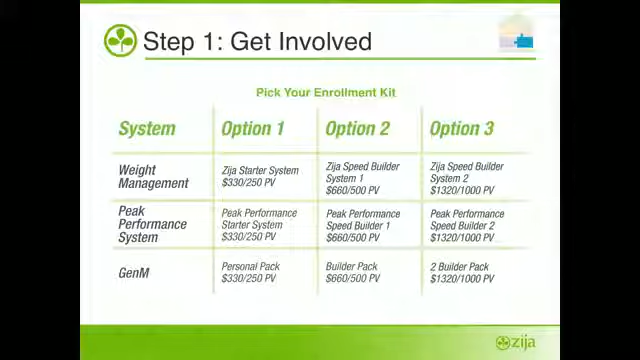 Step 1: Get Involved
Pick Your Enrollment Kit
System
Option 1
Option 2
Option 3
Weight
Management
Zija Starter System
$330/250 PV
Zija Speed Builder
System 1
$660/500 PV
Zija Speed Builder
System 2
$1320/1000 PV
Peak
Performance
System
Peak Performance
Starter System
$330/250 PV
Peak Performance
Speed Builder 1
$660/500 PV
Peak Performance
Speed Builder 2
$1320/1000 PV
GenM
Personal Pack
$330/250 PV
Builder Pack
$660/500 PV
2 Builder Pack
$1320/1000 PV
zija